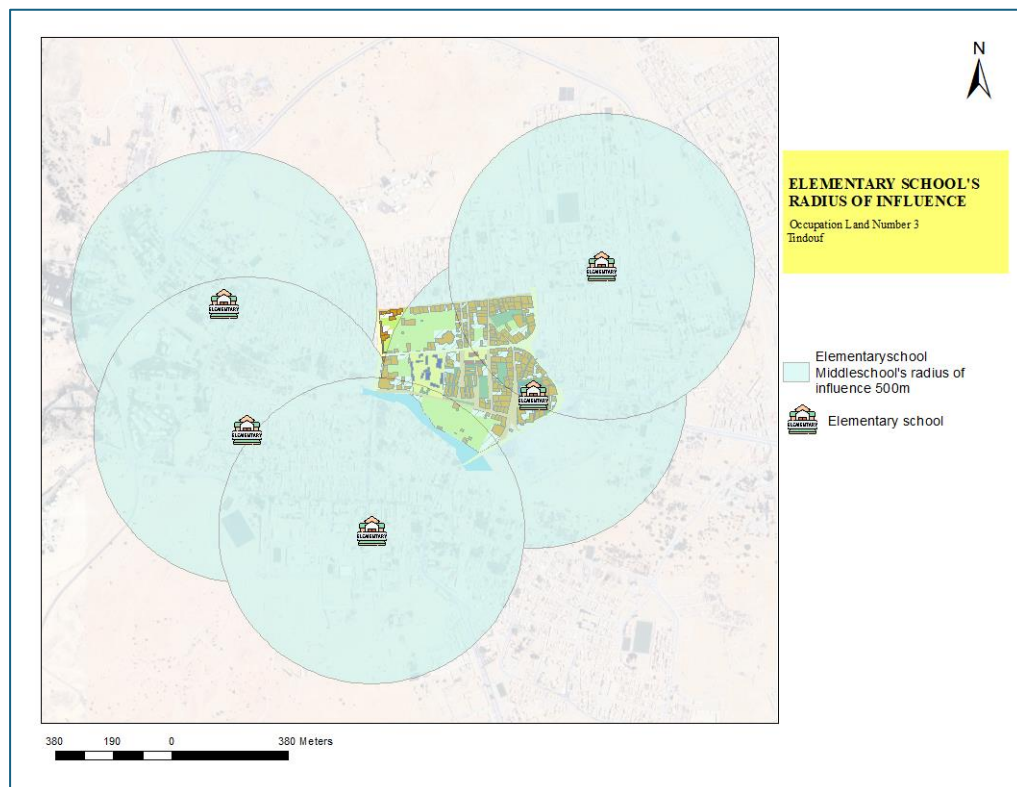 N
ELEMENTARY SCHOOL'S
RADIUS OF INFLUENCE
Occupation Land Number 3
Tindouf
ELEMENTARY
ELEMENTARY
ELEMENTARY
ELEMENTARY
ELEMENTARY
Elementaryschool
Middleschool's radius of
influence 500m
ELEMENTARY
Elementary school
380 190 0 380 Meters